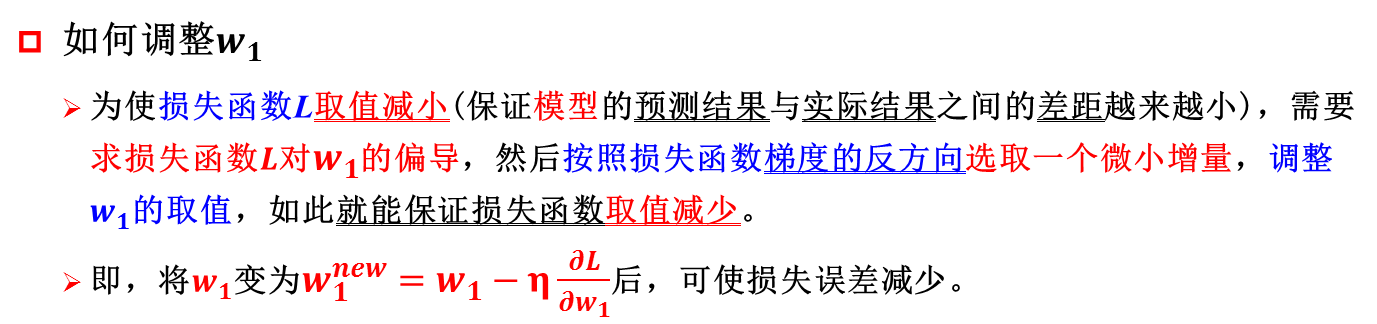 如何调整w₁
为使损失函数L取值减小(保证模型的预测结果与实际结果之间的差距越来越小)，需要
求损失函数L对w₁的偏导，然后按照损失函数梯度的反方向选取一个微小增量，调整
w₁的取值，如此就能保证损失函数取值减少。
即，将w₁变为w₁ⁿᵉʷ = w₁ − η ∂L/∂w₁ 后，可使损失误差减少。